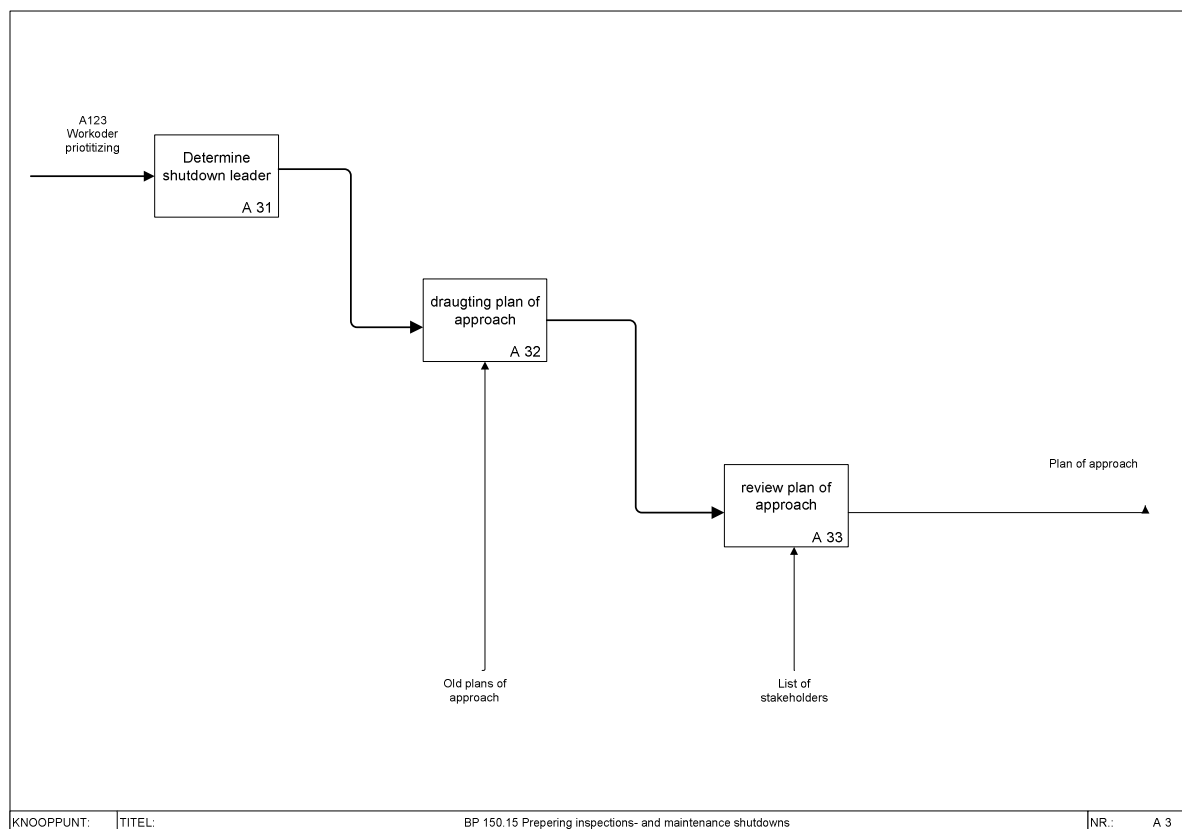 A123
Workoder
priotitizing
Determine
shutdown leader
A 31
draugting plan of
approach
A 32
review plan of
approach
A 33
Plan of approach
Old plans of
approach
List of
stakeholders
KNOOPPUNT: TITEL: BP 150.15 Prepering inspections- and maintenance shutdowns NR.: A 3